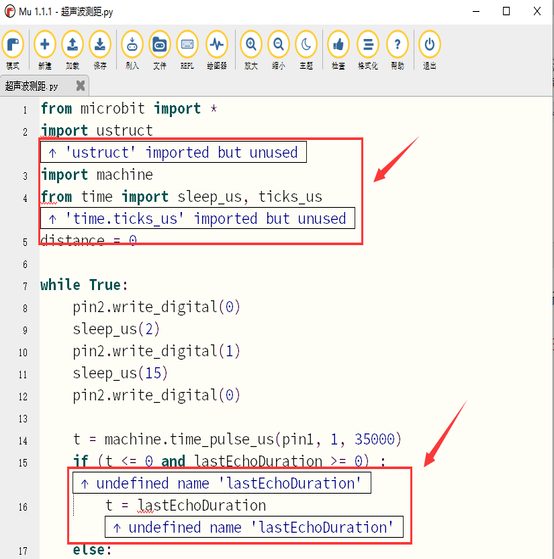 Mu 1.1.1 - 超声波测距.py
模式 新建 加载 保存 刷入 文件 REPL 绘图器 放大 缩小 主题 检查 格式化 帮助 退出
超声波测距.py
1 from microbit import *
2 import ustruct
↑ 'ustruct' imported but unused
3 import machine
4 from time import sleep_us, ticks_us
↑ 'time.ticks_us' imported but unused
5 distance = 0
6
7 while True:
8 pin2.write_digital(0)
9 sleep_us(2)
10 pin2.write_digital(1)
11 sleep_us(15)
12 pin2.write_digital(0)
13
14 t = machine.time_pulse_us(pin1, 1, 35000)
15 if (t <= 0 and lastEchoDuration >= 0) :
↑ undefined name 'lastEchoDuration'
16 t = lastEchoDuration
↑ undefined name 'lastEchoDuration'
17 else: